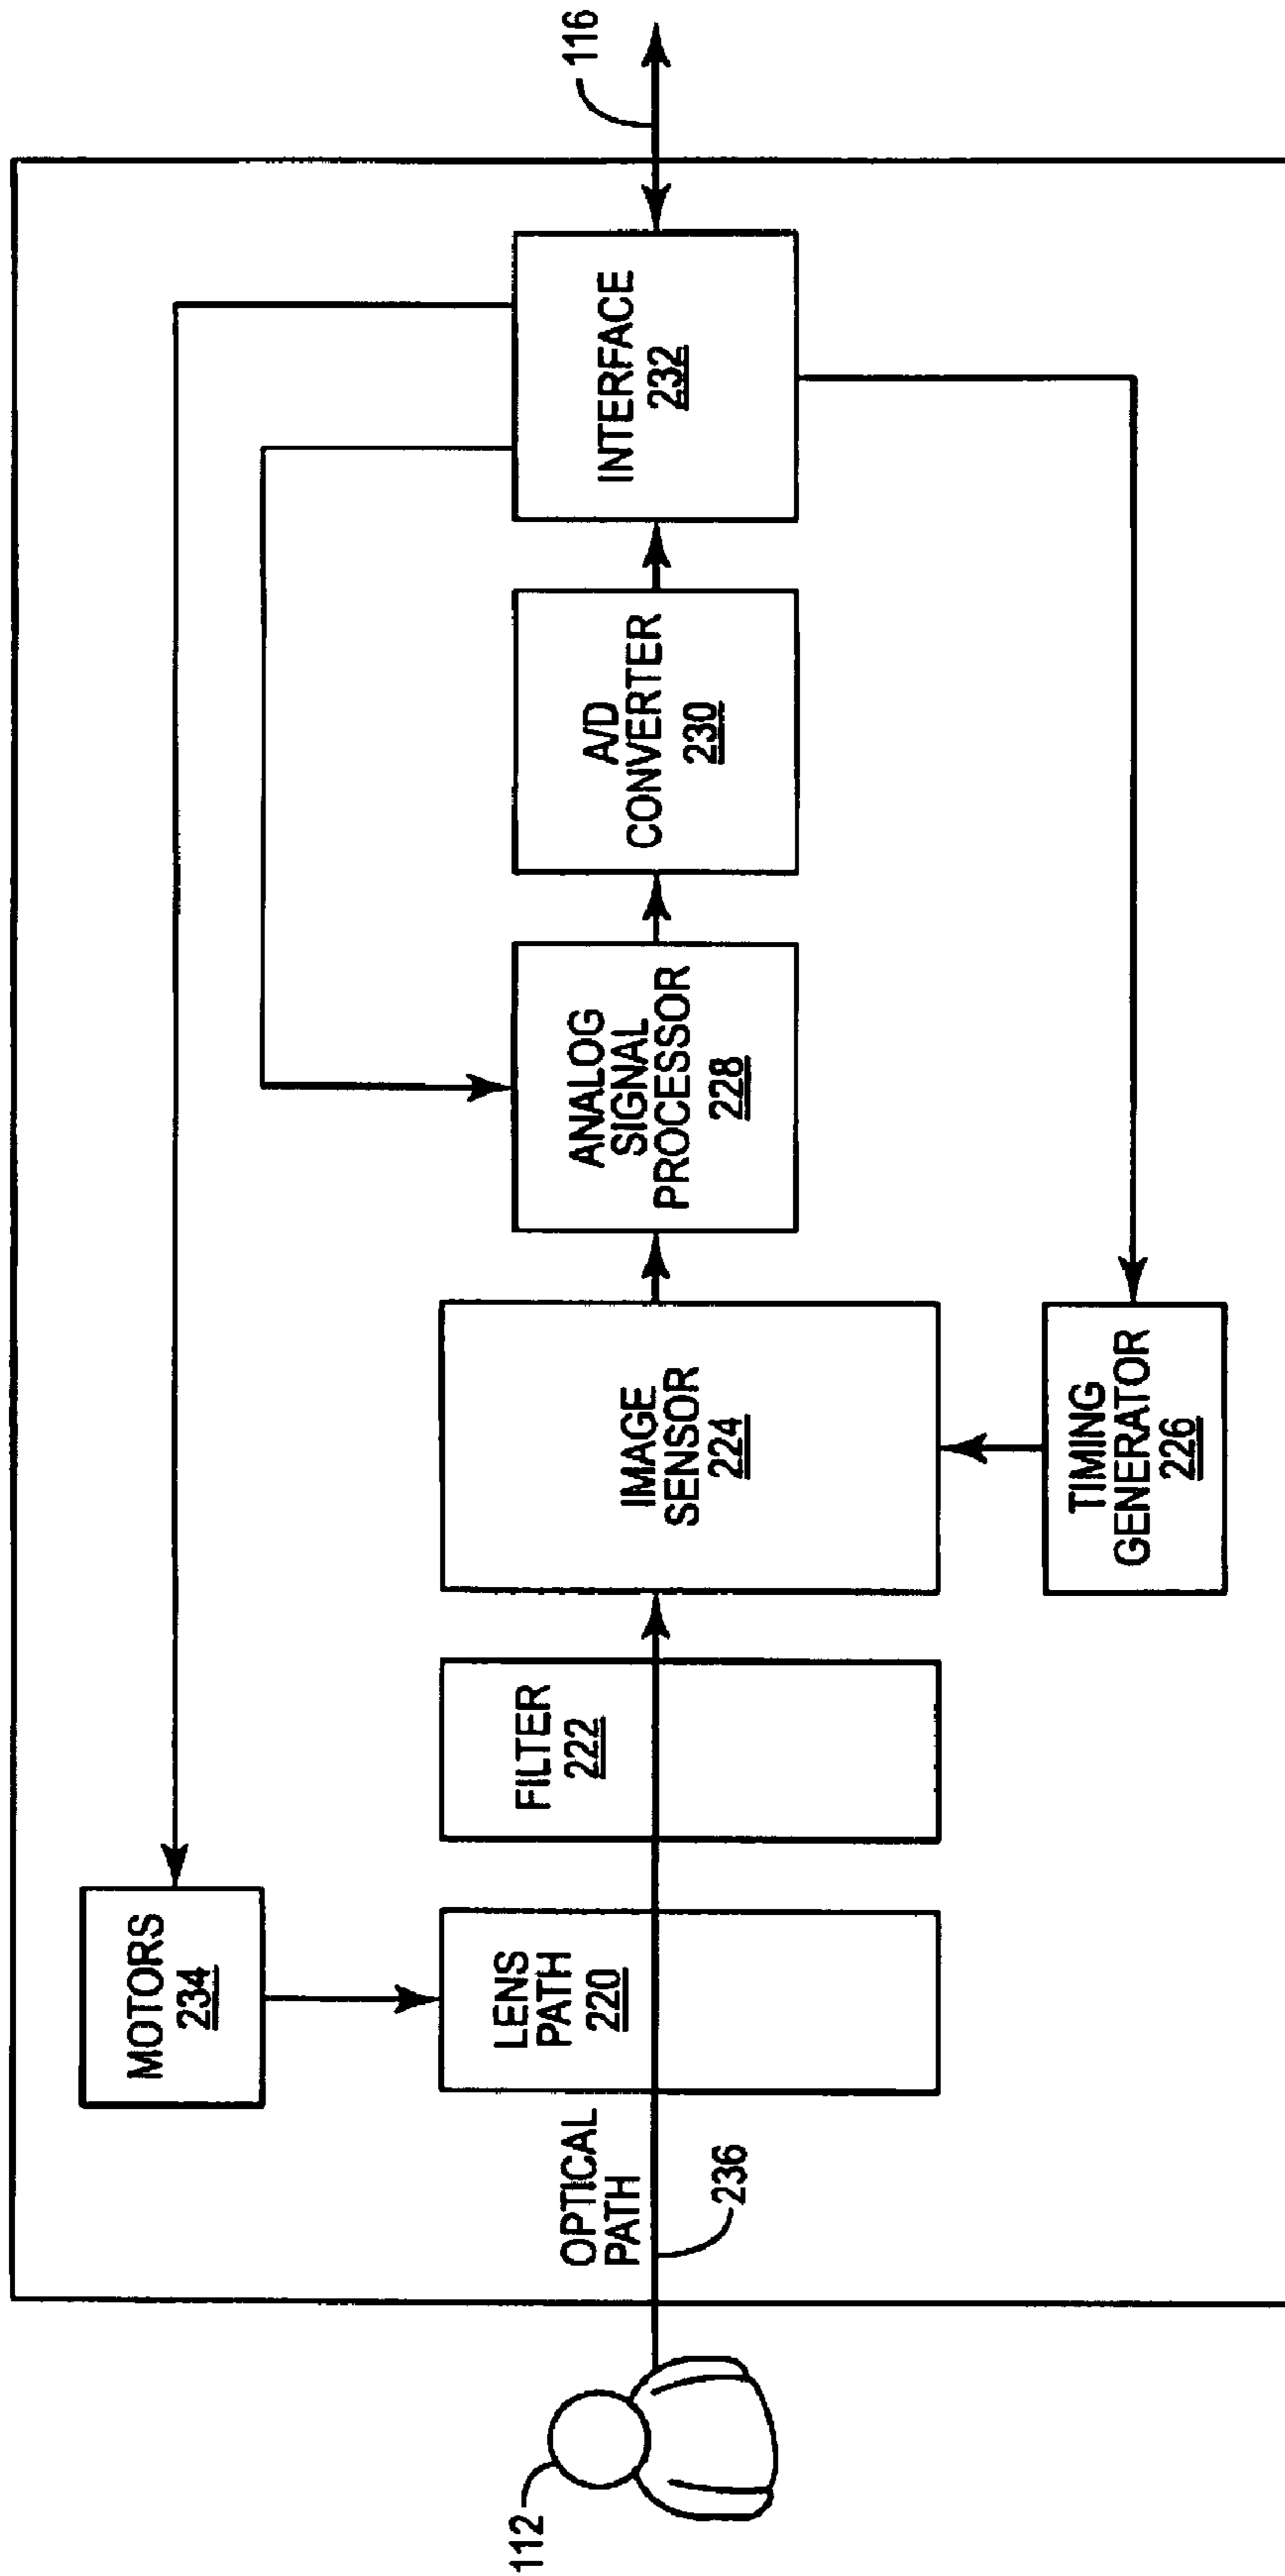 112
OPTICAL
PATH
236
MOTORS
234
LENS
PATH
220
FILTER
222
IMAGE
SENSOR
224
TIMING
GENERATOR
226
ANALOG
SIGNAL
PROCESSOR
228
A/D
CONVERTER
230
INTERFACE
232
116